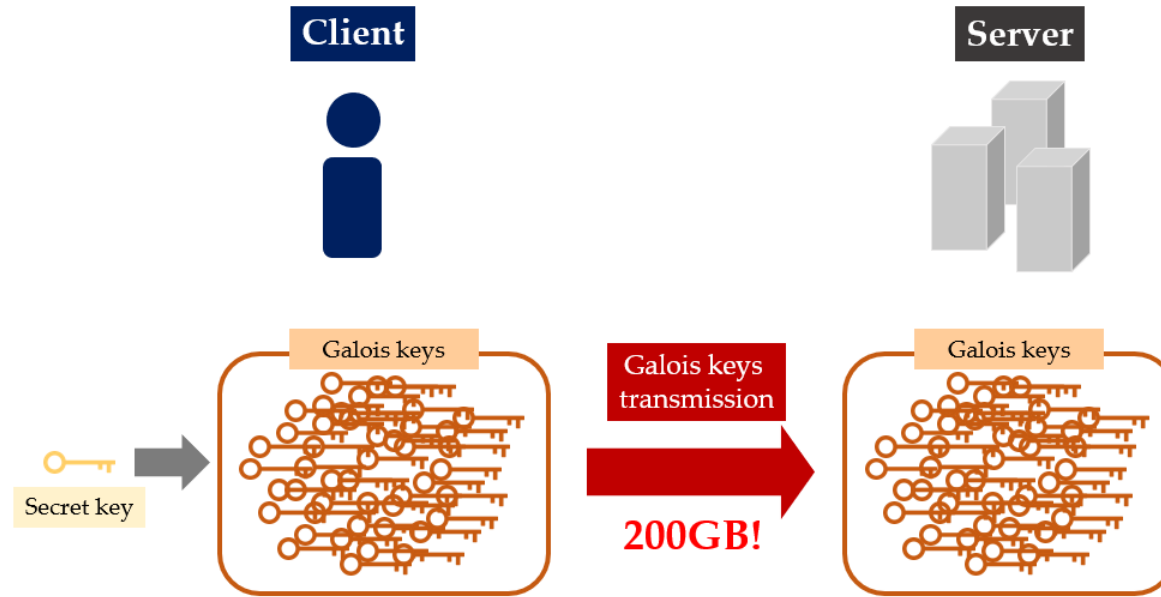 Client
Server
Galois keys
Galois keys
transmission
Galois keys
Secret key
200GB!